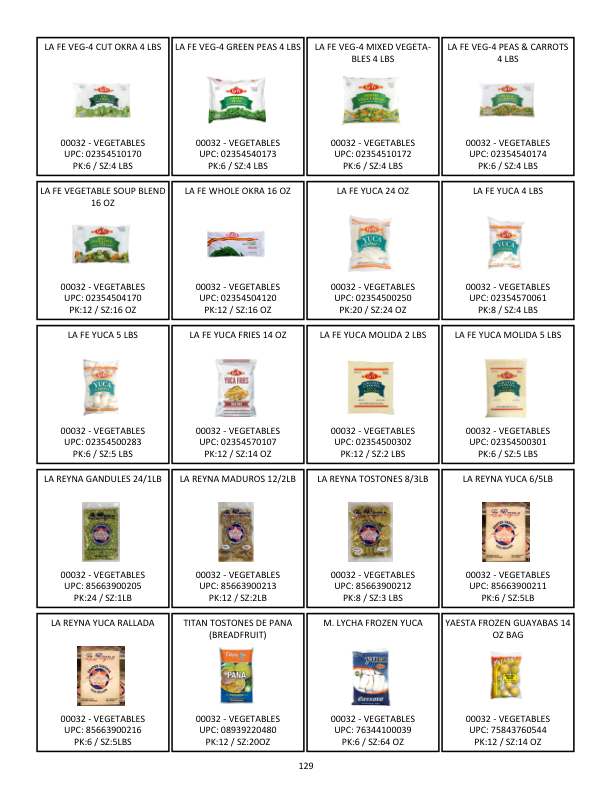 LA FE VEG-4 CUT OKRA 4 LBS
00032 - VEGETABLES
UPC: 02354510170
PK:6 / SZ:4 LBS
LA FE VEG-4 GREEN PEAS 4 LBS
00032 - VEGETABLES
UPC: 02354540173
PK:6 / SZ:4 LBS
LA FE VEG-4 MIXED VEGETA-
BLES 4 LBS
00032 - VEGETABLES
UPC: 02354510172
PK:6 / SZ:4 LBS
LA FE VEG-4 PEAS & CARROTS
4 LBS
00032 - VEGETABLES
UPC: 02354540174
PK:6 / SZ:4 LBS
LA FE VEGETABLE SOUP BLEND
16 OZ
00032 - VEGETABLES
UPC: 02354504170
PK:12 / SZ:16 OZ
LA FE WHOLE OKRA 16 OZ
00032 - VEGETABLES
UPC: 02354504120
PK:12 / SZ:16 OZ
LA FE YUCA 24 OZ
YUCA
00032 - VEGETABLES
UPC: 02354500250
PK:20 / SZ:24 OZ
LA FE YUCA 4 LBS
YUCA
00032 - VEGETABLES
UPC: 02354570061
PK:8 / SZ:4 LBS
LA FE YUCA 5 LBS
YUCA
00032 - VEGETABLES
UPC: 02354500283
PK:6 / SZ:5 LBS
LA FE YUCA FRIES 14 OZ
YUCA FRIES
00032 - VEGETABLES
UPC: 02354570107
PK:12 / SZ:14 OZ
LA FE YUCA MOLIDA 2 LBS
00032 - VEGETABLES
UPC: 02354500302
PK:12 / SZ:2 LBS
LA FE YUCA MOLIDA 5 LBS
00032 - VEGETABLES
UPC: 02354500301
PK:6 / SZ:5 LBS
LA REYNA GANDULES 24/1LB
00032 - VEGETABLES
UPC: 85663900205
PK:24 / SZ:1LB
LA REYNA MADUROS 12/2LB
00032 - VEGETABLES
UPC: 85663900213
PK:12 / SZ:2LB
LA REYNA TOSTONES 8/3LB
00032 - VEGETABLES
UPC: 85663900212
PK:8 / SZ:3 LBS
LA REYNA YUCA 6/5LB
00032 - VEGETABLES
UPC: 85663900211
PK:6 / SZ:5LB
LA REYNA YUCA RALLADA
00032 - VEGETABLES
UPC: 85663900216
PK:6 / SZ:5LBS
TITAN TOSTONES DE PANA
(BREADFRUIT)
PANA
00032 - VEGETABLES
UPC: 08939220480
PK:12 / SZ:20OZ
M. LYCHA FROZEN YUCA
00032 - VEGETABLES
UPC: 76344100039
PK:6 / SZ:64 OZ
YAESTA FROZEN GUAYABAS 14
OZ BAG
00032 - VEGETABLES
UPC: 75843760544
PK:12 / SZ:14 OZ
129